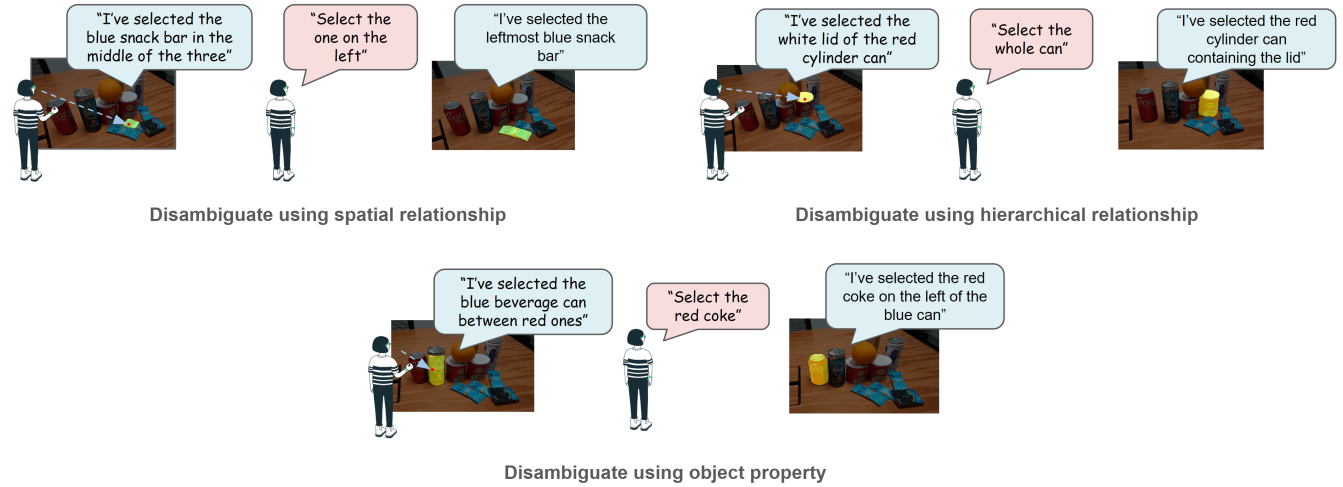 “I’ve selected the
blue snack bar in the
middle of the three”
“Select the
one on the
left”
“I’ve selected the
leftmost blue snack
bar”
Disambiguate using spatial relationship
“I’ve selected the
white lid of the red
cylinder can”
“Select the
whole can”
“I’ve selected the red
cylinder can
containing the lid”
Disambiguate using hierarchical relationship
“I’ve selected the
blue beverage can
between red ones”
“Select the
red coke”
“I’ve selected the red
coke on the left of the
blue can”
Disambiguate using object property